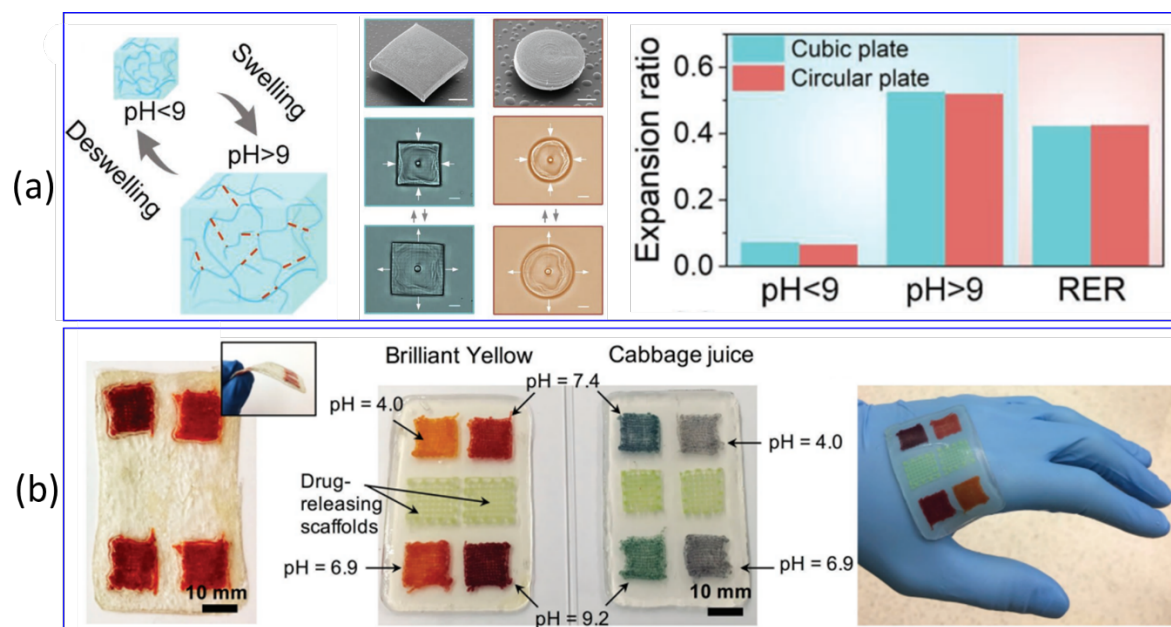 (a)
pH<9
Swelling
Deswelling
pH>9
Cubic plate
Circular plate
Expansion ratio
0.6
0.4
0.2
0.0
pH<9
pH>9
RER
(b)
10 mm
Brilliant Yellow
Cabbage juice
pH = 7.4
pH = 4.0
pH = 4.0
Drug-
releasing
scaffolds
pH = 6.9
pH = 6.9
pH = 9.2
10 mm